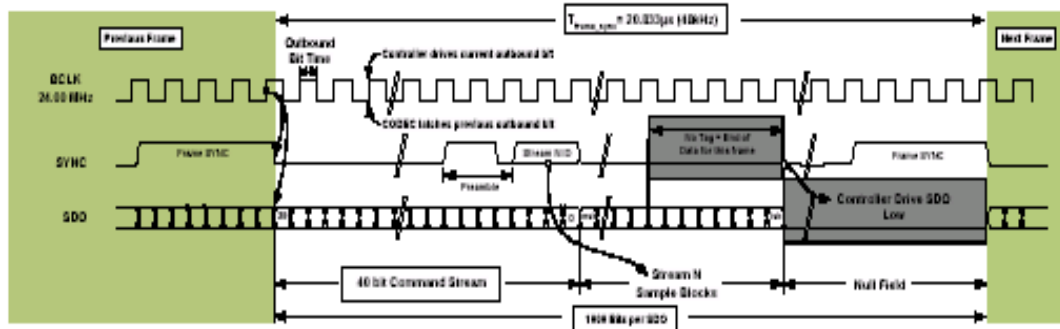 Previous Frame
= 20.833µs (48kHz)
Next Frame
Outbound
Bit Time
Controller drives current outbound bit
BCLK
24.00 MHz
CODEC latches previous outbound bit
No Tag = End of
Data for this Frame
Frame SYNC
Stream N ID
Frame SYNC
SYNC
Preamble
Controller Drive SDO
Low
SDO
40 bit Command Stream
Stream N
Sample Blocks
Null Field
Bits per SDO